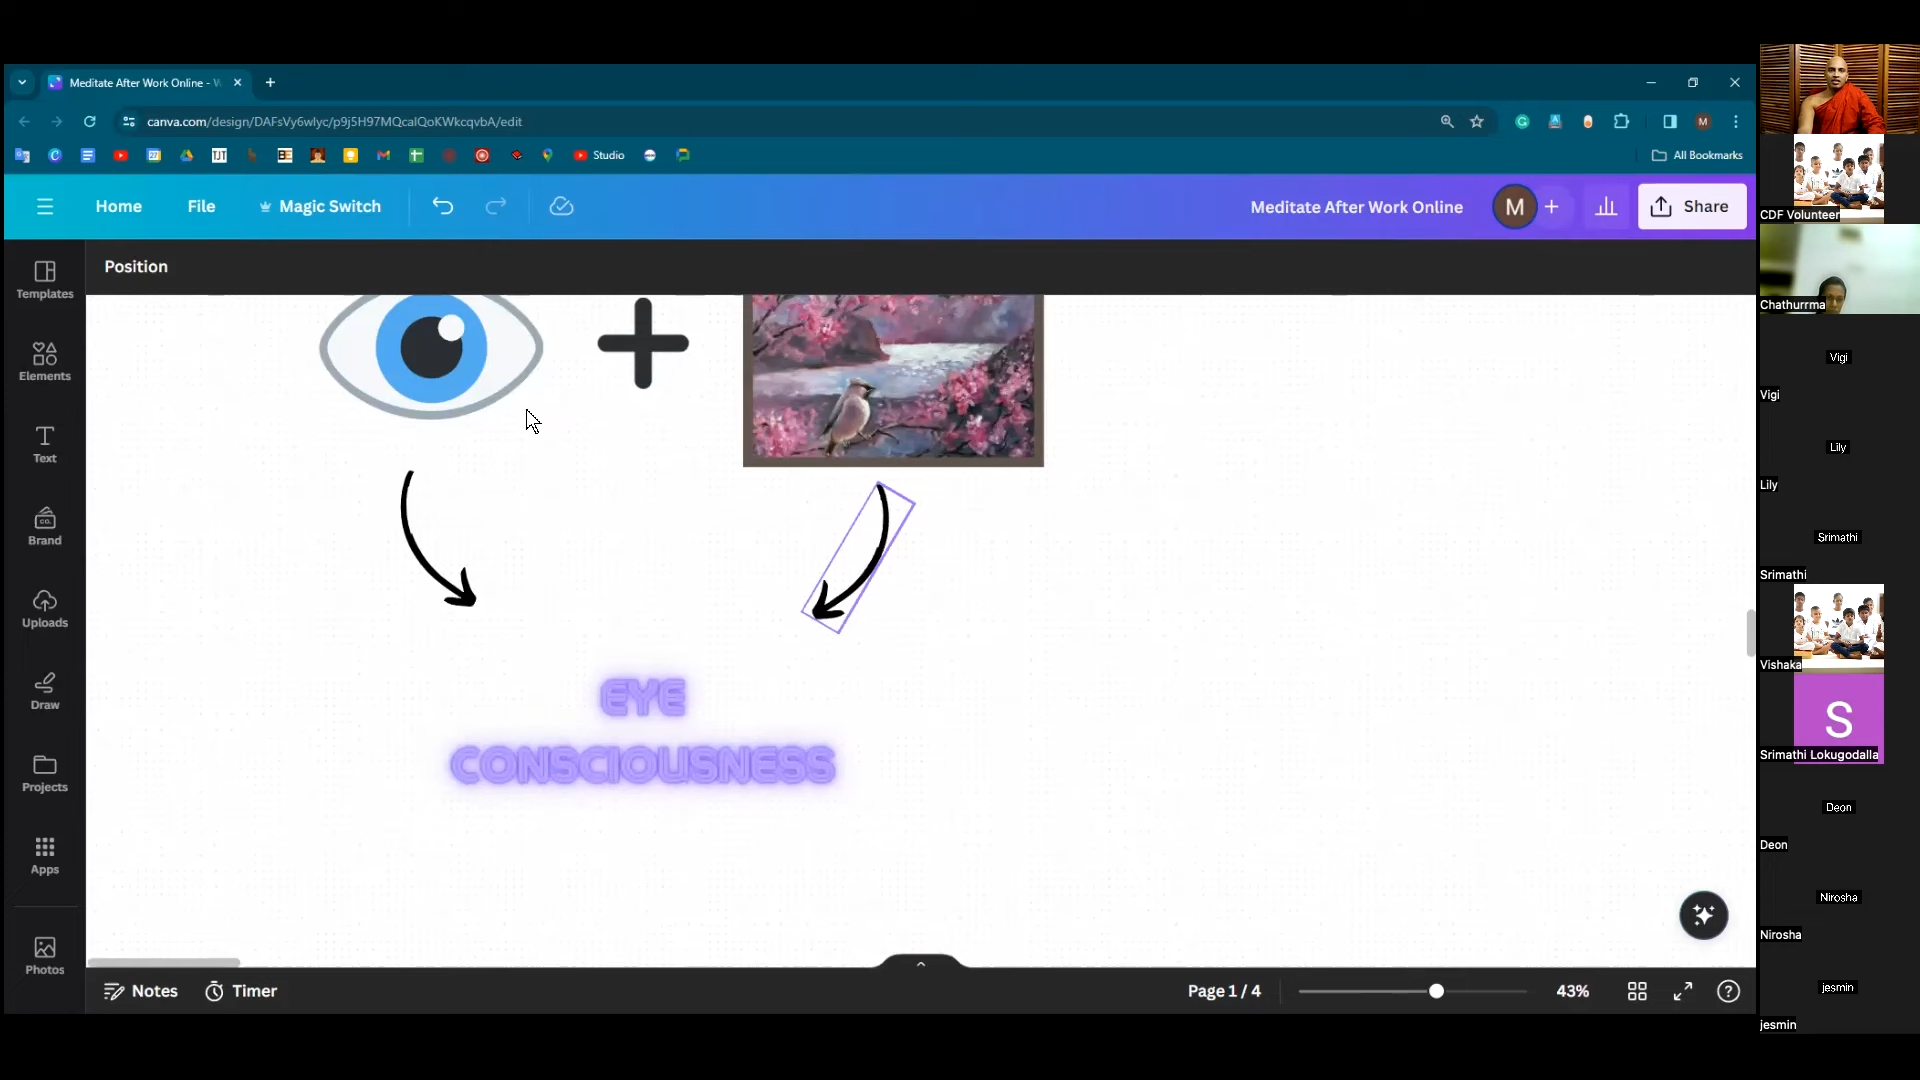 Meditate After Work Online - W
canva.com/design/DAFsVy6wlyc/p9j5H97MQcalQoKWkcqvbA/edit
Studio
All Bookmarks
Home
File
Magic Switch
Meditate After Work Online
M
Share
Position
Templates
Elements
Text
Brand
Uploads
Draw
Projects
Apps
Photos
EYE
CONSCIOUSNESS
Notes
Timer
Page 1 / 4
43%
CDF Volunteer
Chathurrma
Vigi
Vigi
Lily
Lily
Srimathi
Srimathi
Vishaka
S
Srimathi Lokugodalla
Deon
Deon
Nirosha
Nirosha
jesmin
jesmin